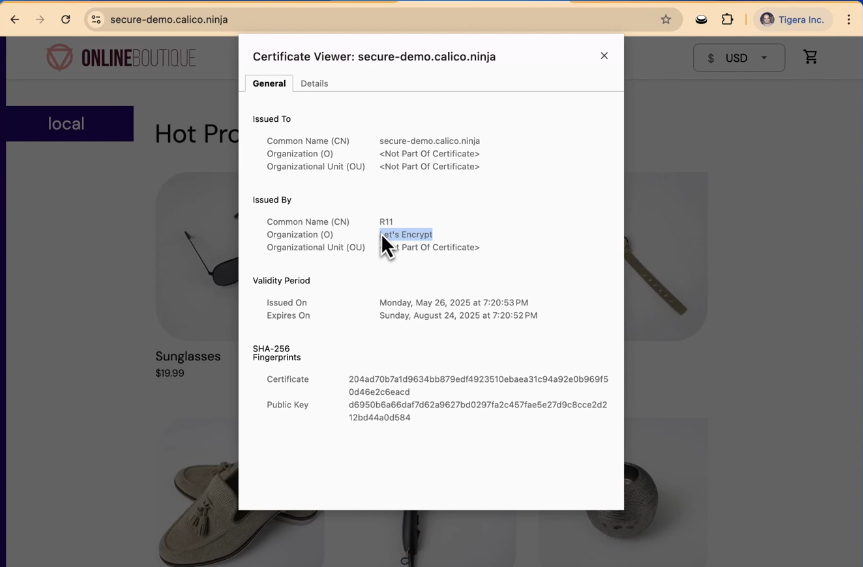 secure-demo.calico.ninja
Tigera Inc.
ONLINEBOUTIQUE
$ USD
local
Hot Pro
Certificate Viewer: secure-demo.calico.ninja
General Details
Issued To
Common Name (CN) secure-demo.calico.ninja
Organization (O) <Not Part Of Certificate>
Organizational Unit (OU) <Not Part Of Certificate>
Issued By
Common Name (CN) R11
Organization (O) Let's Encrypt
Organizational Unit (OU) Part Of Certificate>
Validity Period
Issued On Monday, May 26, 2025 at 7:20:53 PM
Expires On Sunday, August 24, 2025 at 7:20:52 PM
SHA-256
Fingerprints
Certificate 204ad70b7a1d9634bb879edf4923510ebaea31c94a92e0b969f5
0d46e2c6eacd
Public Key d6950b6a66daf7d62a9627bd0297fa2c457fae5e27d9c8cce2d2
12bd44a0d584
Sunglasses
$19.99